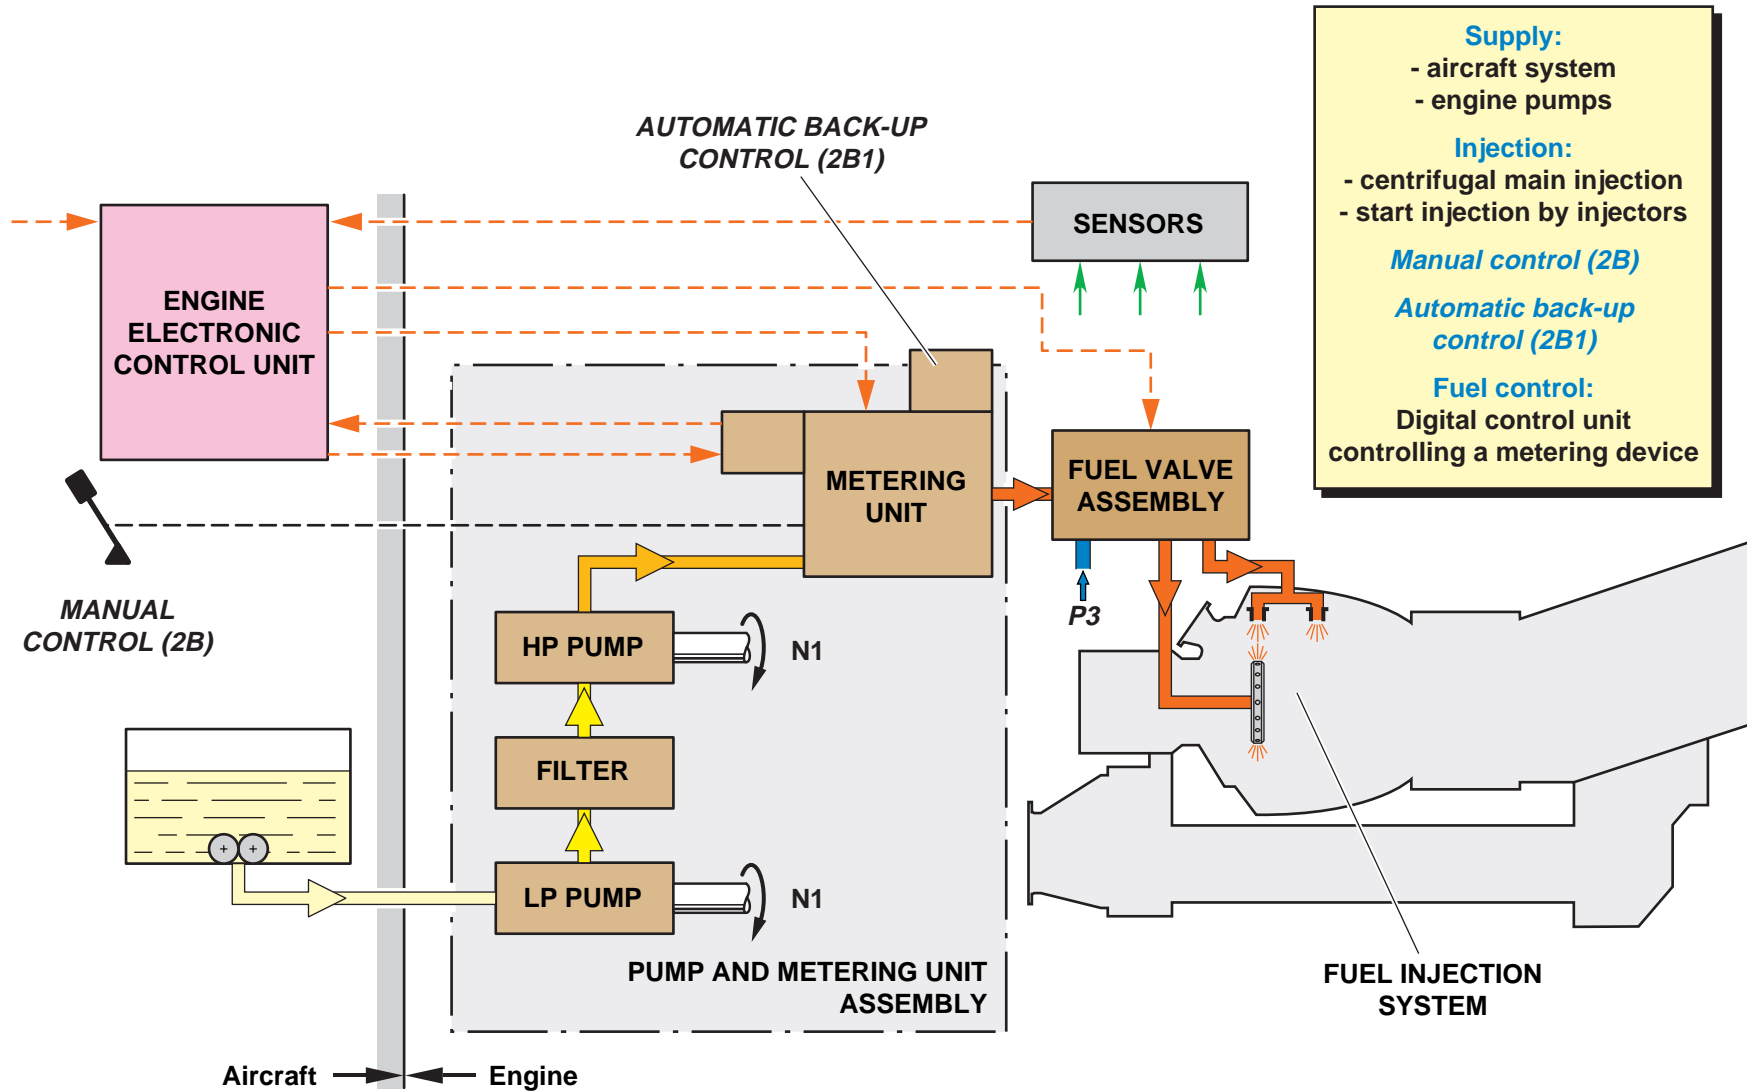 Supply:
- aircraft system
- engine pumps
Injection:
- centrifugal main injection
- start injection by injectors
Manual control (2B)
Automatic back-up
control (2B1)
Fuel control:
Digital control unit
controlling a metering device
AUTOMATIC BACK-UP
CONTROL (2B1)
SENSORS
ENGINE
ELECTRONIC
CONTROL UNIT
METERING
UNIT
FUEL VALVE
ASSEMBLY
MANUAL
CONTROL (2B)
P3
HP PUMP
N1
FILTER
LP PUMP
N1
PUMP AND METERING UNIT
ASSEMBLY
FUEL INJECTION
SYSTEM
Aircraft
Engine